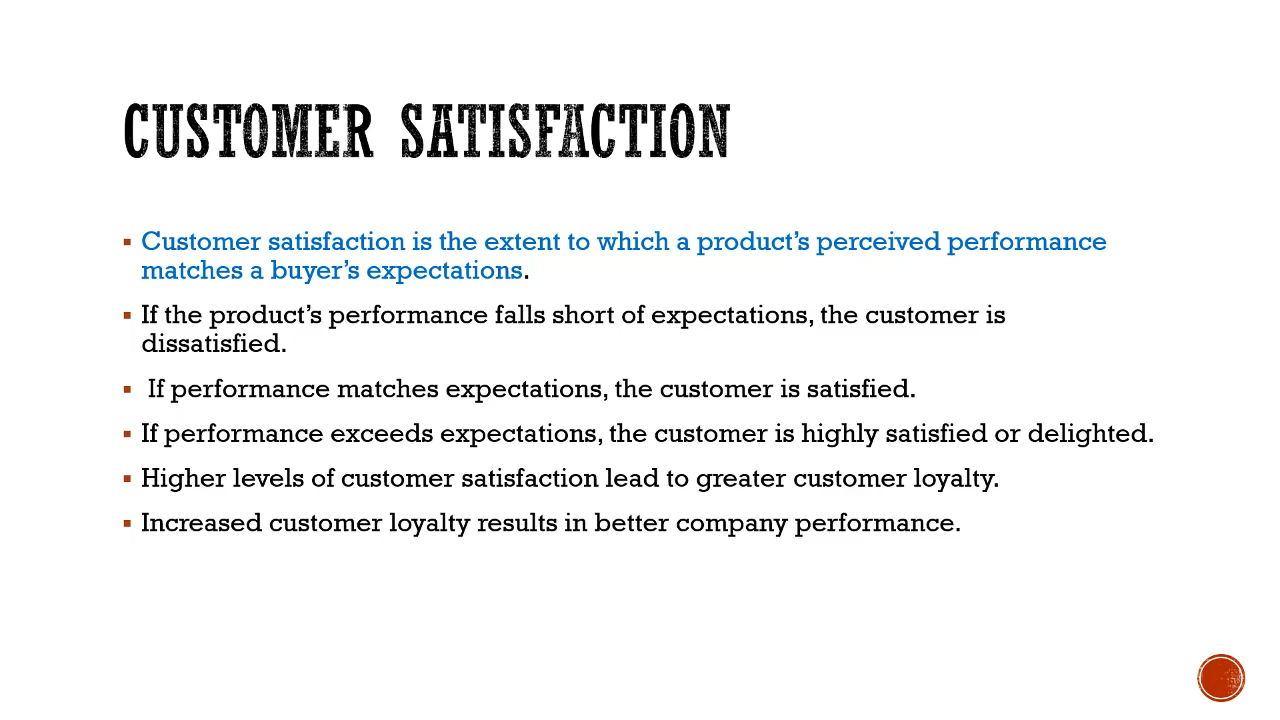 CUSTOMER SATISFACTION
▪ Customer satisfaction is the extent to which a product’s perceived performance
matches a buyer’s expectations.
▪ If the product’s performance falls short of expectations, the customer is
dissatisfied.
▪ If performance matches expectations, the customer is satisfied.
▪ If performance exceeds expectations, the customer is highly satisfied or delighted.
▪ Higher levels of customer satisfaction lead to greater customer loyalty.
▪ Increased customer loyalty results in better company performance.